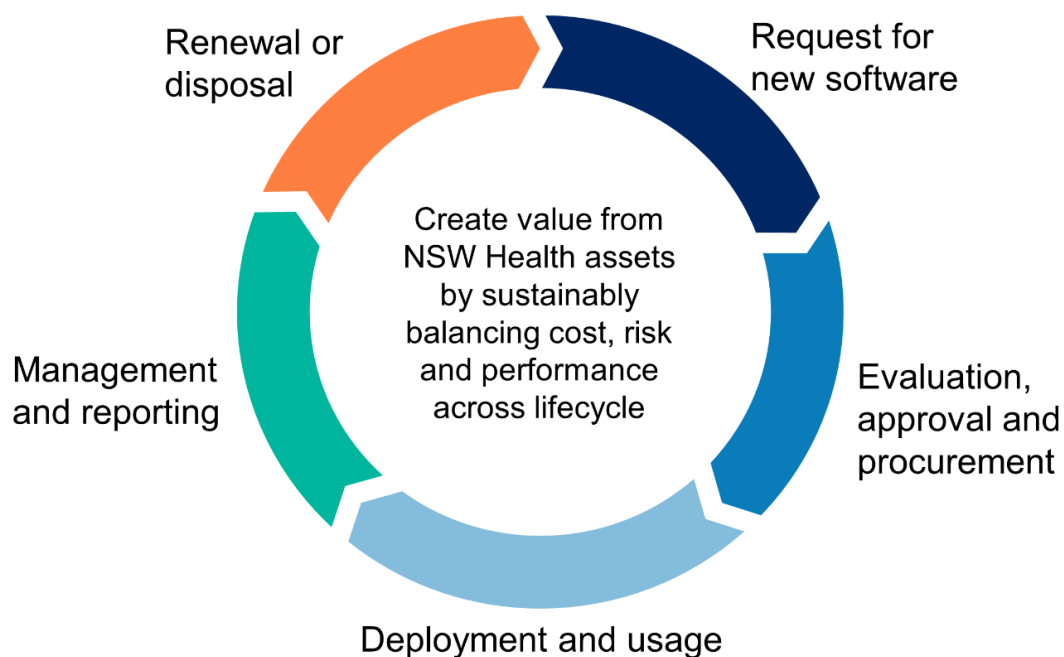 Request for
new software
Evaluation,
approval and
procurement
Deployment and usage
Management
and reporting
Renewal or
disposal
Create value from
NSW Health assets
by sustainably
balancing cost, risk
and performance
across lifecycle